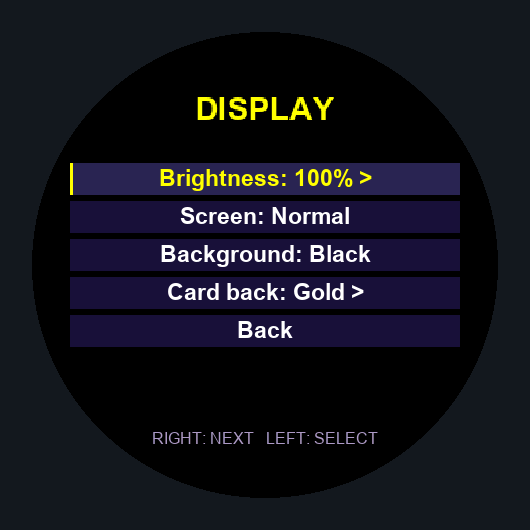 DISPLAY
Brightness: 100% >
Screen: Normal
Background: Black
Card back: Gold >
Back
RIGHT: NEXT LEFT: SELECT